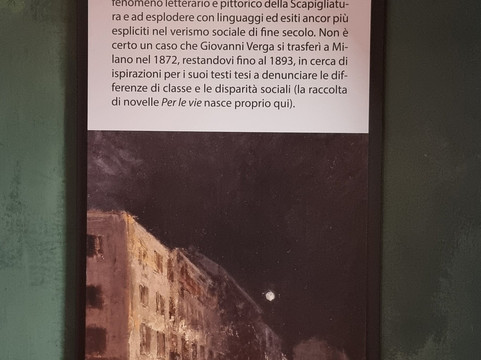 fenomeno letterario e pittorico della Scapigliatu-
ra e ad esplodere con linguaggi ed esiti ancor più
espliciti nel verismo sociale di fine secolo. Non è
certo un caso che Giovanni Verga si trasferì a Mi-
lano nel 1872, restandovi fino al 1893, in cerca di
ispirazioni per i suoi testi tesi a denunciare le dif-
ferenze di classe e le disparità sociali (la raccolta
di novelle Per le vie nasce proprio qui).